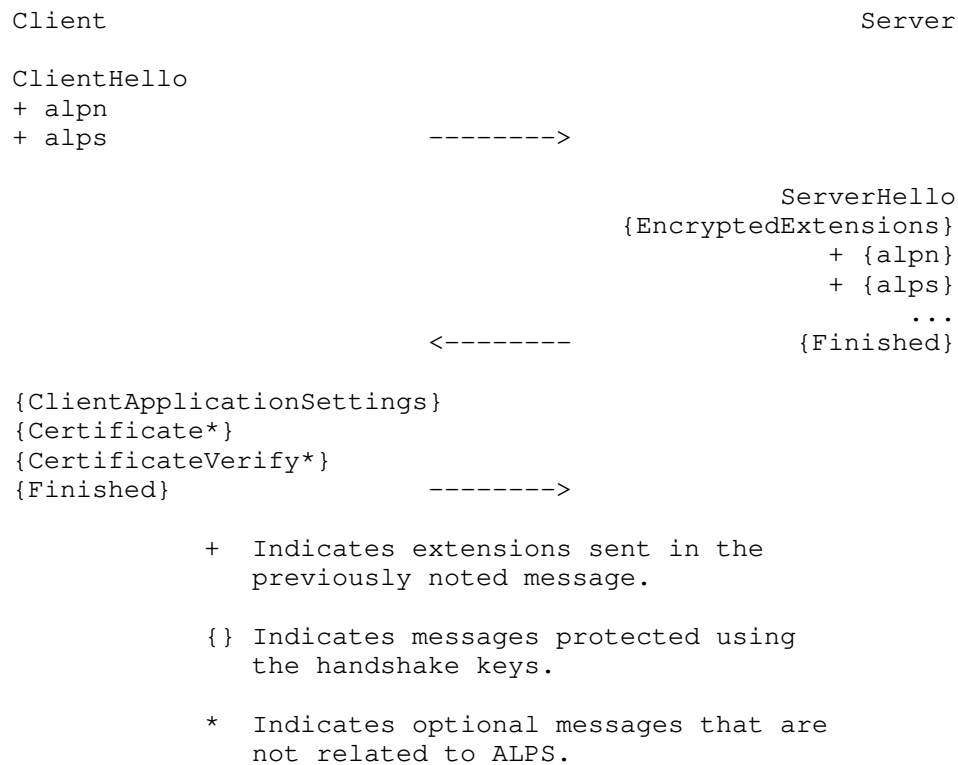 Client Server
ClientHello
+ alpn
+ alps -------->
ServerHello
{EncryptedExtensions}
+ {alpn}
+ {alps}
...
<-------- {Finished}
{ClientApplicationSettings}
{Certificate*}
{CertificateVerify*}
{Finished} -------->
+ Indicates extensions sent in the
previously noted message.
{} Indicates messages protected using
the handshake keys.
* Indicates optional messages that are
not related to ALPS.